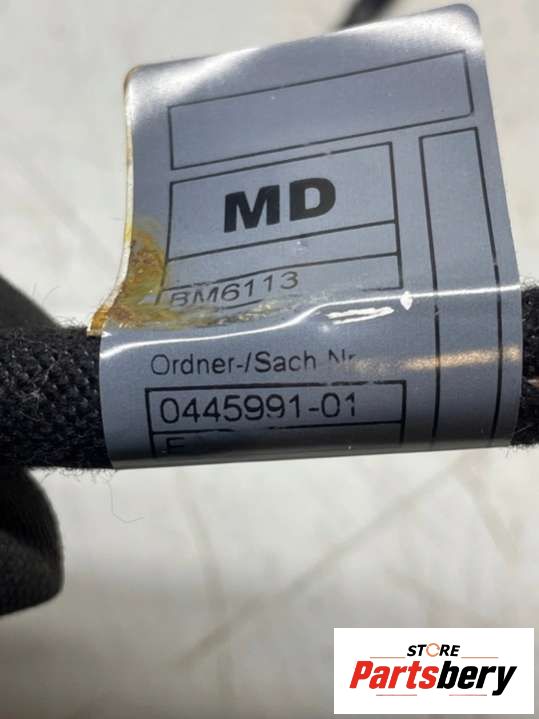 MD
BM6113
Ordner-/Sach Nr
0445991-01
STORE
Partsbery